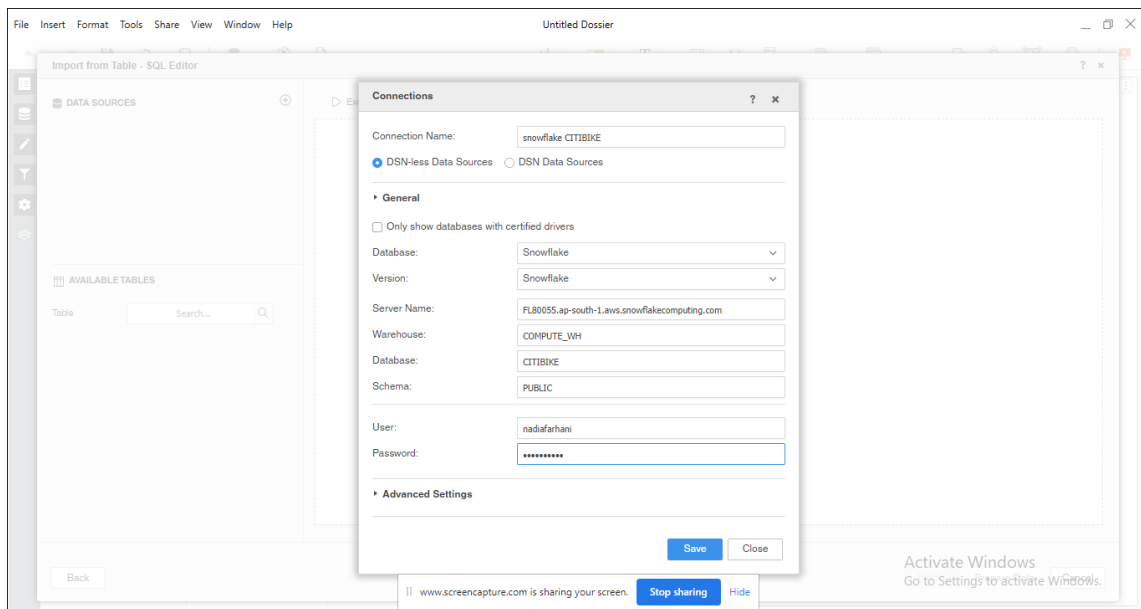 File Insert Format Tools Share View Window Help Untitled Dossier
Import from Table - SQL Editor ? ×
DATA SOURCES
Connections ? ×
Connection Name: snowflake CITIBIKE
DSN-less Data Sources DSN Data Sources
General
Only show databases with certified drivers
Database: Snowflake
Version: Snowflake
AVAILABLE TABLES
Table Search...
Server Name: FL80055.ap-south-1.aws.snowflakecomputing.com
Warehouse: COMPUTE_WH
Database: CITIBIKE
Schema: PUBLIC
User: nadiafarhani
Password: ••••••••••
Advanced Settings
Save Close
Back
Activate Windows
Go to Settings to activate Windows.
Cancel
www.screencapture.com is sharing your screen. Stop sharing Hide